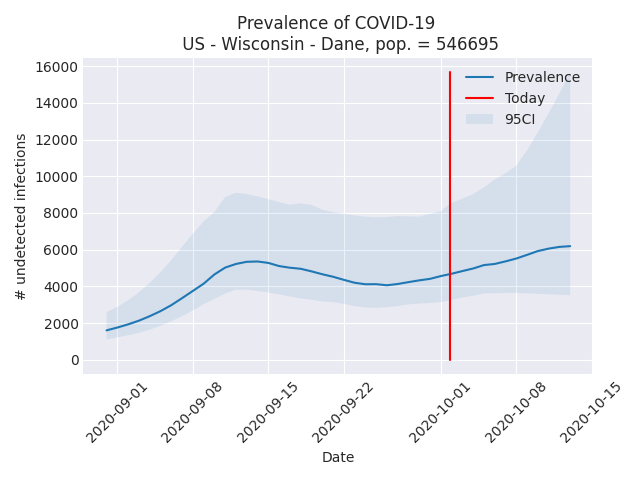 Prevalence of COVID-19
US - Wisconsin - Dane, pop. = 546695
16000
14000
12000
10000
8000
6000
4000
2000
0
# undetected infections
Prevalence
Today
95CI
2020-09-01
2020-09-08
2020-09-15
2020-09-22
2020-10-01
2020-10-08
2020-10-15
Date